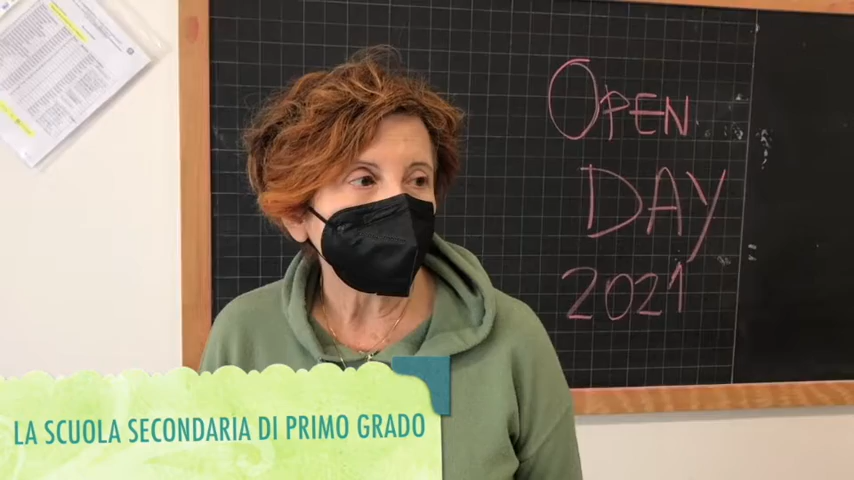 OPEN
DAY
2021
LA SCUOLA SECONDARIA DI PRIMO GRADO